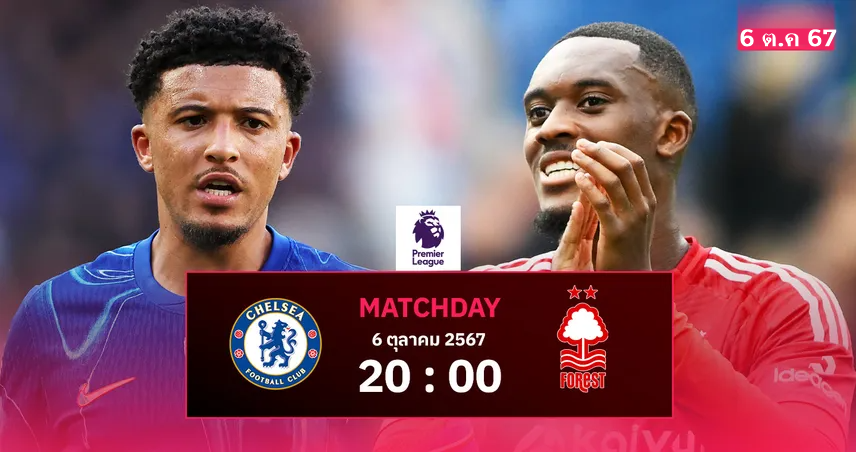 6 ต.ค 67
Premier
League
MATCHDAY
6 ตุลาคม 2567
20 : 00
CHELSEA
FOOTBALL CLUB
FOREST
ideagen